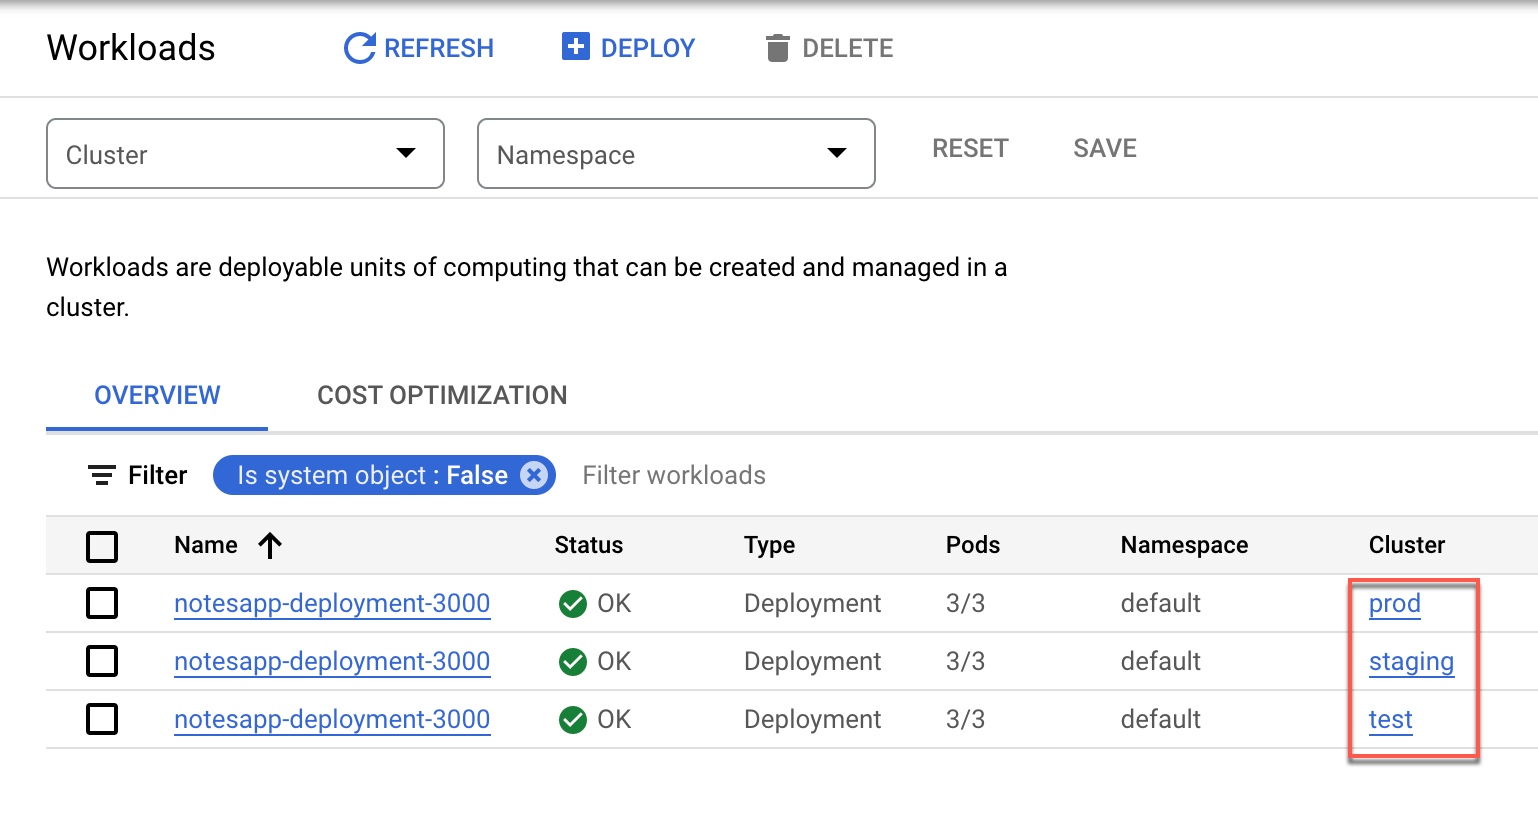 Workloads REFRESH DEPLOY DELETE
Cluster Namespace RESET SAVE
Workloads are deployable units of computing that can be created and managed in a
cluster.
OVERVIEW COST OPTIMIZATION
Filter Is system object : False Filter workloads
Name Status Type Pods Namespace Cluster
notesapp-deployment-3000 OK Deployment 3/3 default prod
notesapp-deployment-3000 OK Deployment 3/3 default staging
notesapp-deployment-3000 OK Deployment 3/3 default test